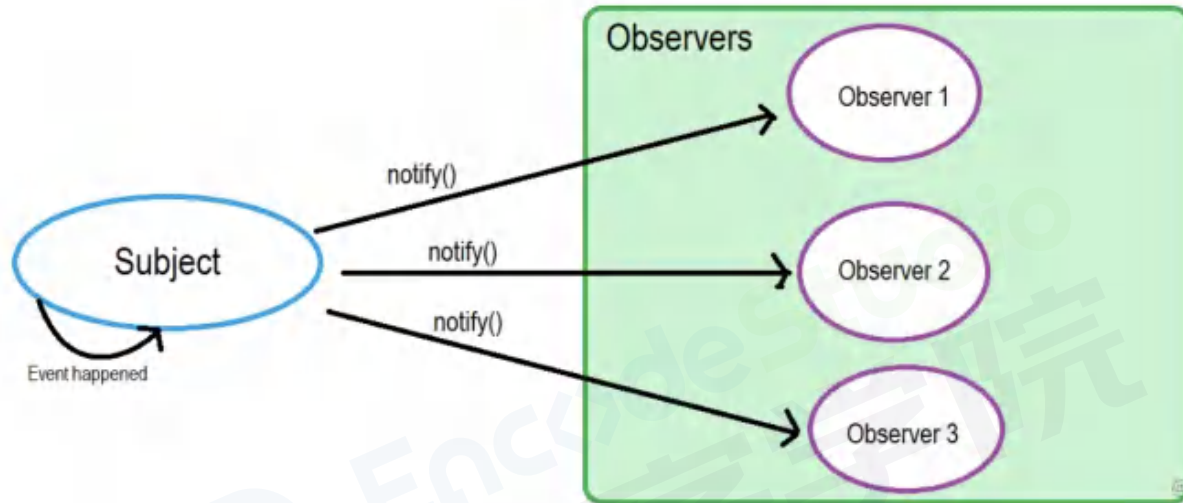 Observers
Observer 1
notify()
Subject
notify()
Observer 2
notify()
Event happened
Observer 3